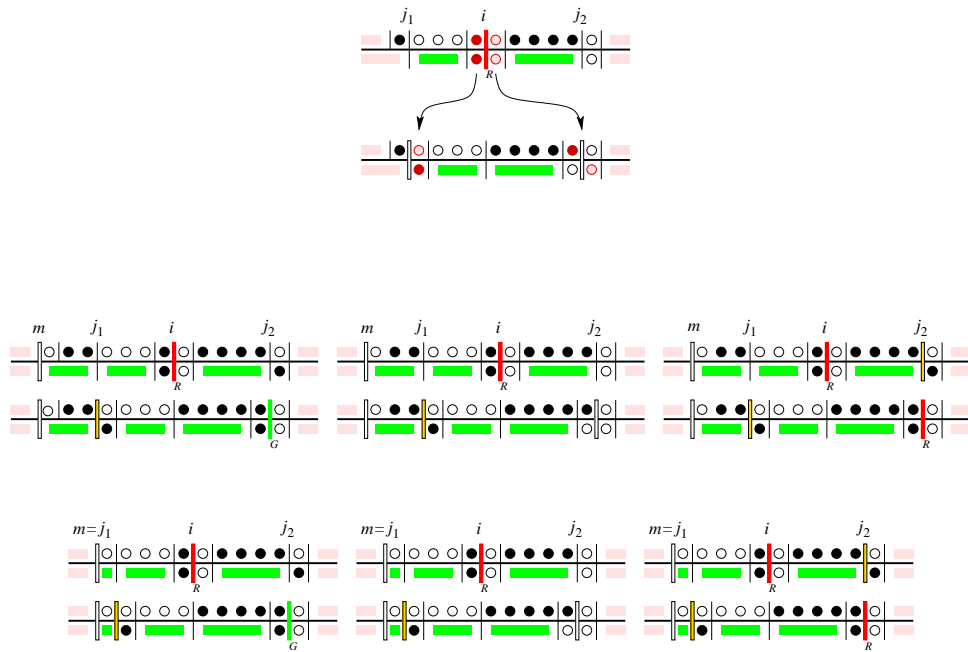 j1 i j2
R
m j1 i j2 m j1 i j2 m j1 i j2
R R R
G R
m=j1 i j2 m=j1 i j2 m=j1 i j2
R R R
G R